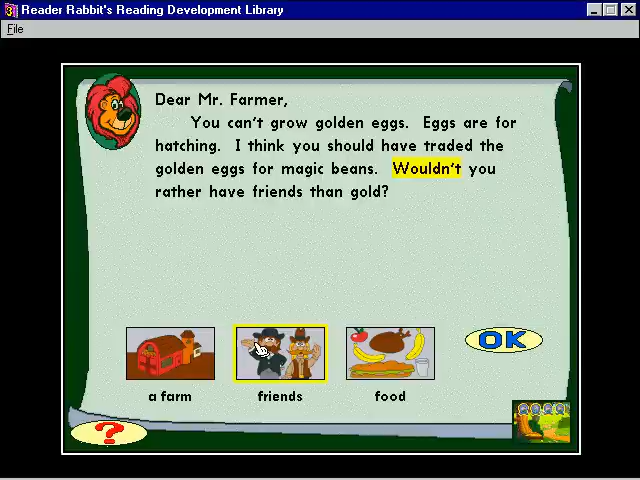 Reader Rabbit's Reading Development Library
File
Dear Mr. Farmer,
You can't grow golden eggs. Eggs are for
hatching. I think you should have traded the
golden eggs for magic beans. Wouldn't you
rather have friends than gold?
OK
a farm friends food
?